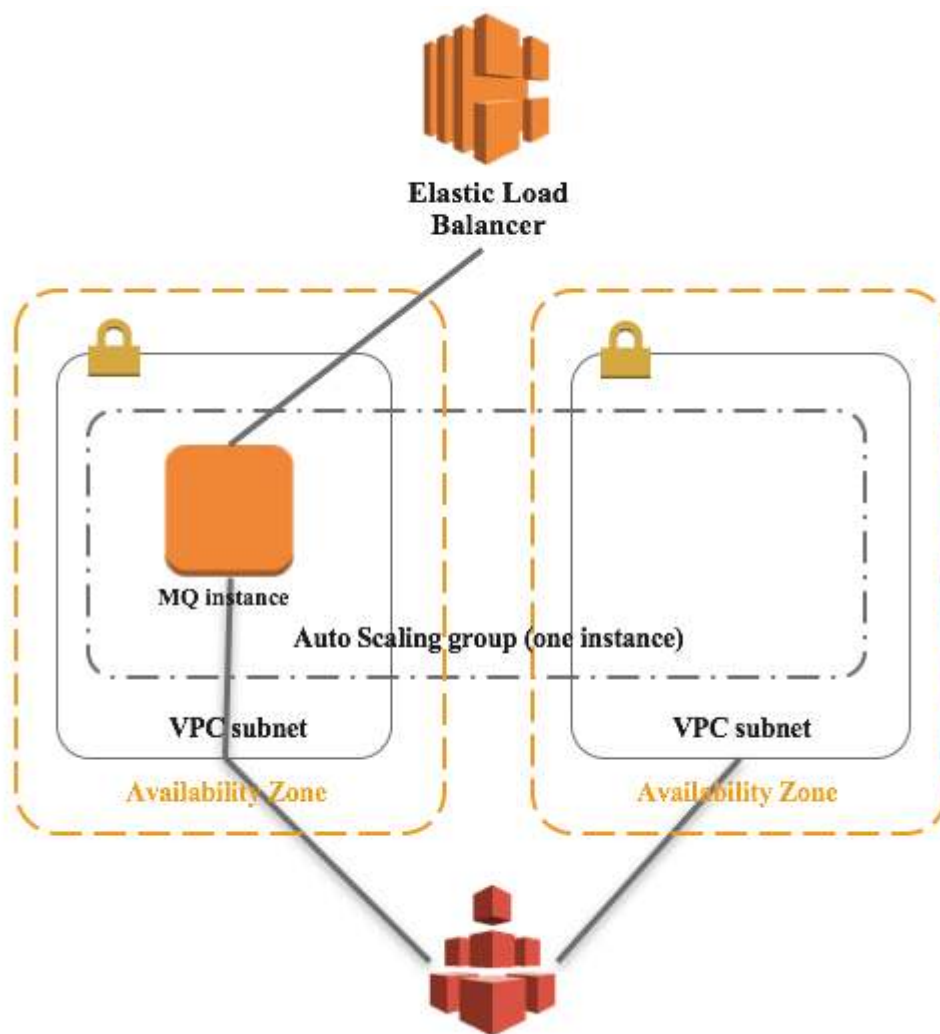 Elastic Load
Balancer
MQ instance
Auto Scaling group (one instance)
VPC subnet
VPC subnet
Availability Zone
Availability Zone